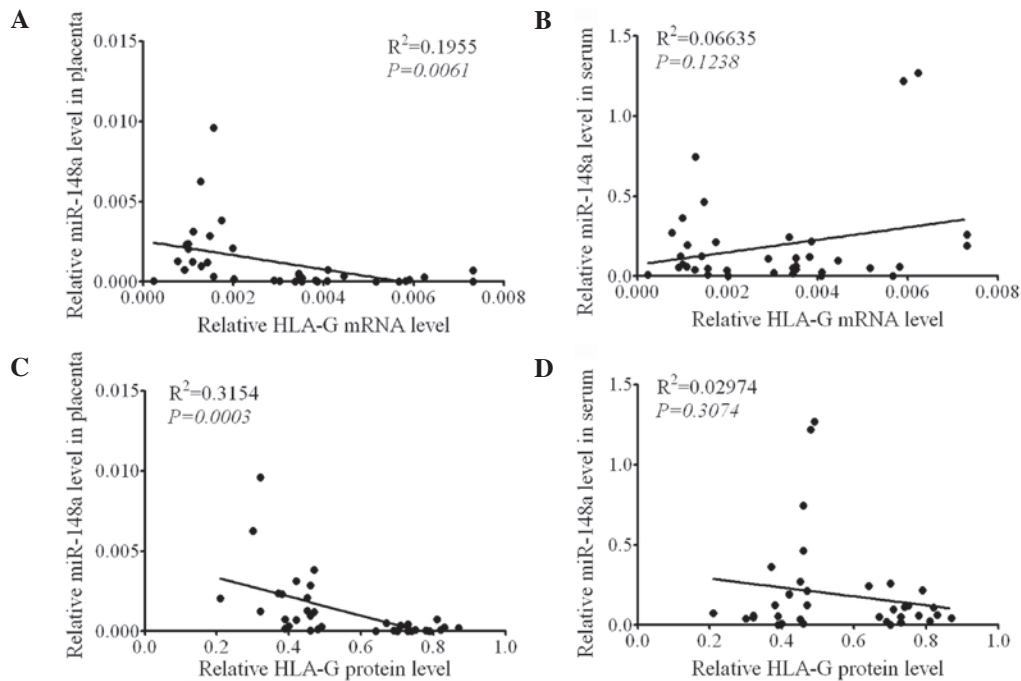 A
Relative miR-148a level in placenta
0.015
0.010
0.005
0.000
R²=0.1955
P=0.0061
0.000 0.002 0.004 0.006 0.008
Relative HLA-G mRNA level
B
Relative miR-148a level in serum
1.5
1.0
0.5
0.0
R²=0.06635
P=0.1238
0.000 0.002 0.004 0.006 0.008
Relative HLA-G mRNA level
C
Relative miR-148a level in placenta
0.015
0.010
0.005
0.000
R²=0.3154
P=0.0003
0.0 0.2 0.4 0.6 0.8 1.0
Relative HLA-G protein level
D
Relative miR-148a level in serum
1.5
1.0
0.5
0.0
R²=0.02974
P=0.3074
0.0 0.2 0.4 0.6 0.8 1.0
Relative HLA-G protein level